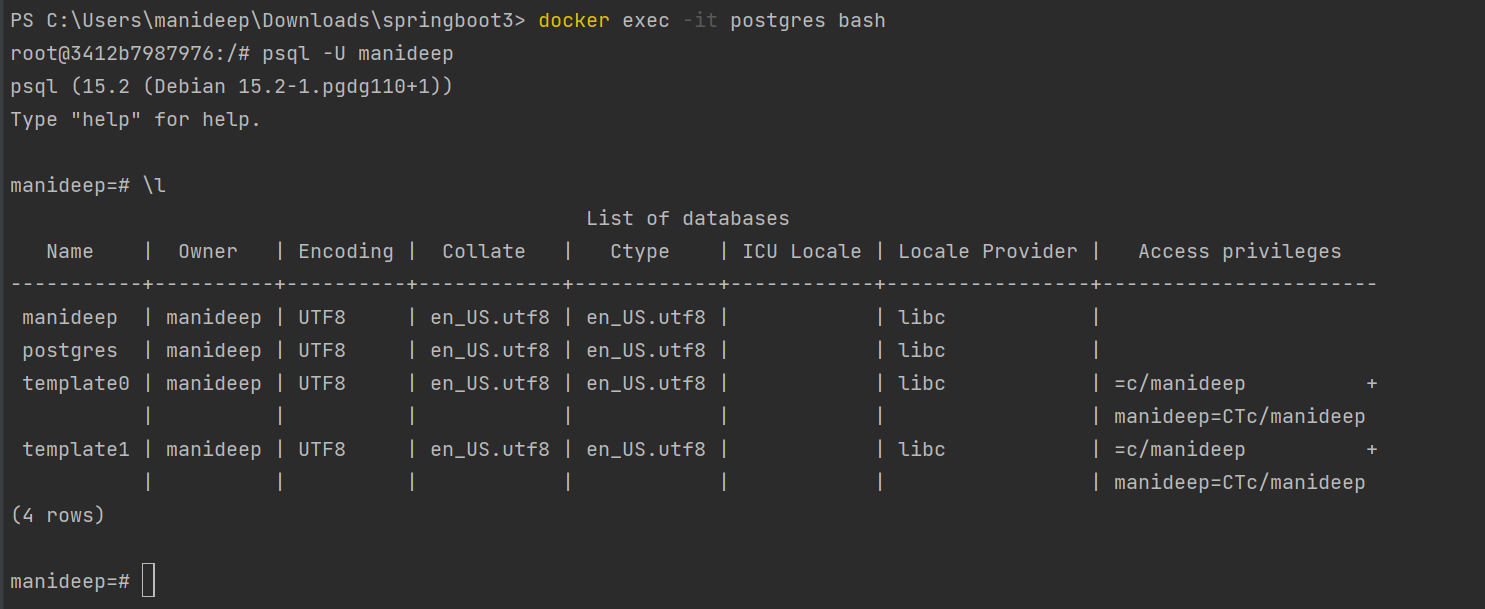 PS C:\Users\manideep\Downloads\springboot3> docker exec -it postgres bash
root@3412b7987976:/# psql -U manideep
psql (15.2 (Debian 15.2-1.pgdg110+1))
Type "help" for help.

manideep=# \l
                                                List of databases
   Name    |  Owner   | Encoding |  Collate   |   Ctype    | ICU Locale | Locale Provider |   Access privileges
-----------+----------+----------+------------+------------+------------+-----------------+-----------------------
 manideep  | manideep | UTF8     | en_US.utf8 | en_US.utf8 |            | libc            |
 postgres  | manideep | UTF8     | en_US.utf8 | en_US.utf8 |            | libc            |
 template0 | manideep | UTF8     | en_US.utf8 | en_US.utf8 |            | libc            | =c/manideep          +
           |          |          |            |            |            |                 | manideep=CTc/manideep
 template1 | manideep | UTF8     | en_US.utf8 | en_US.utf8 |            | libc            | =c/manideep          +
           |          |          |            |            |            |                 | manideep=CTc/manideep
(4 rows)

manideep=#